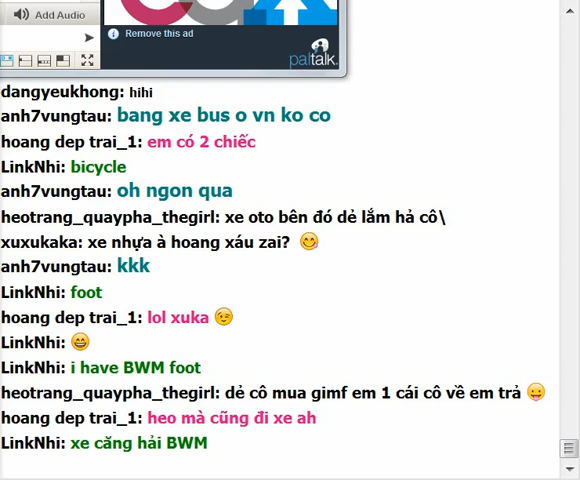 Add Audio
Remove this ad
paltalk
dangyeukhong: hihi
anh7vungtau: bang xe bus o vn ko co
hoang dep trai_1: em có 2 chiếc
LinkNhi: bicycle
anh7vungtau: oh ngon qua
heotrang_quaypha_thegirl: xe oto bên đó dẻ lắm hả cô\
xuxukaka: xe nhựa à hoang xáu zai?
anh7vungtau: kkk
LinkNhi: foot
hoang dep trai_1: lol xuka
LinkNhi:
LinkNhi: i have BWM foot
heotrang_quaypha_thegirl: dẻ cô mua gimf em 1 cái cô về em trả
hoang dep trai_1: heo mà cũng đi xe ah
LinkNhi: xe căng hải BWM